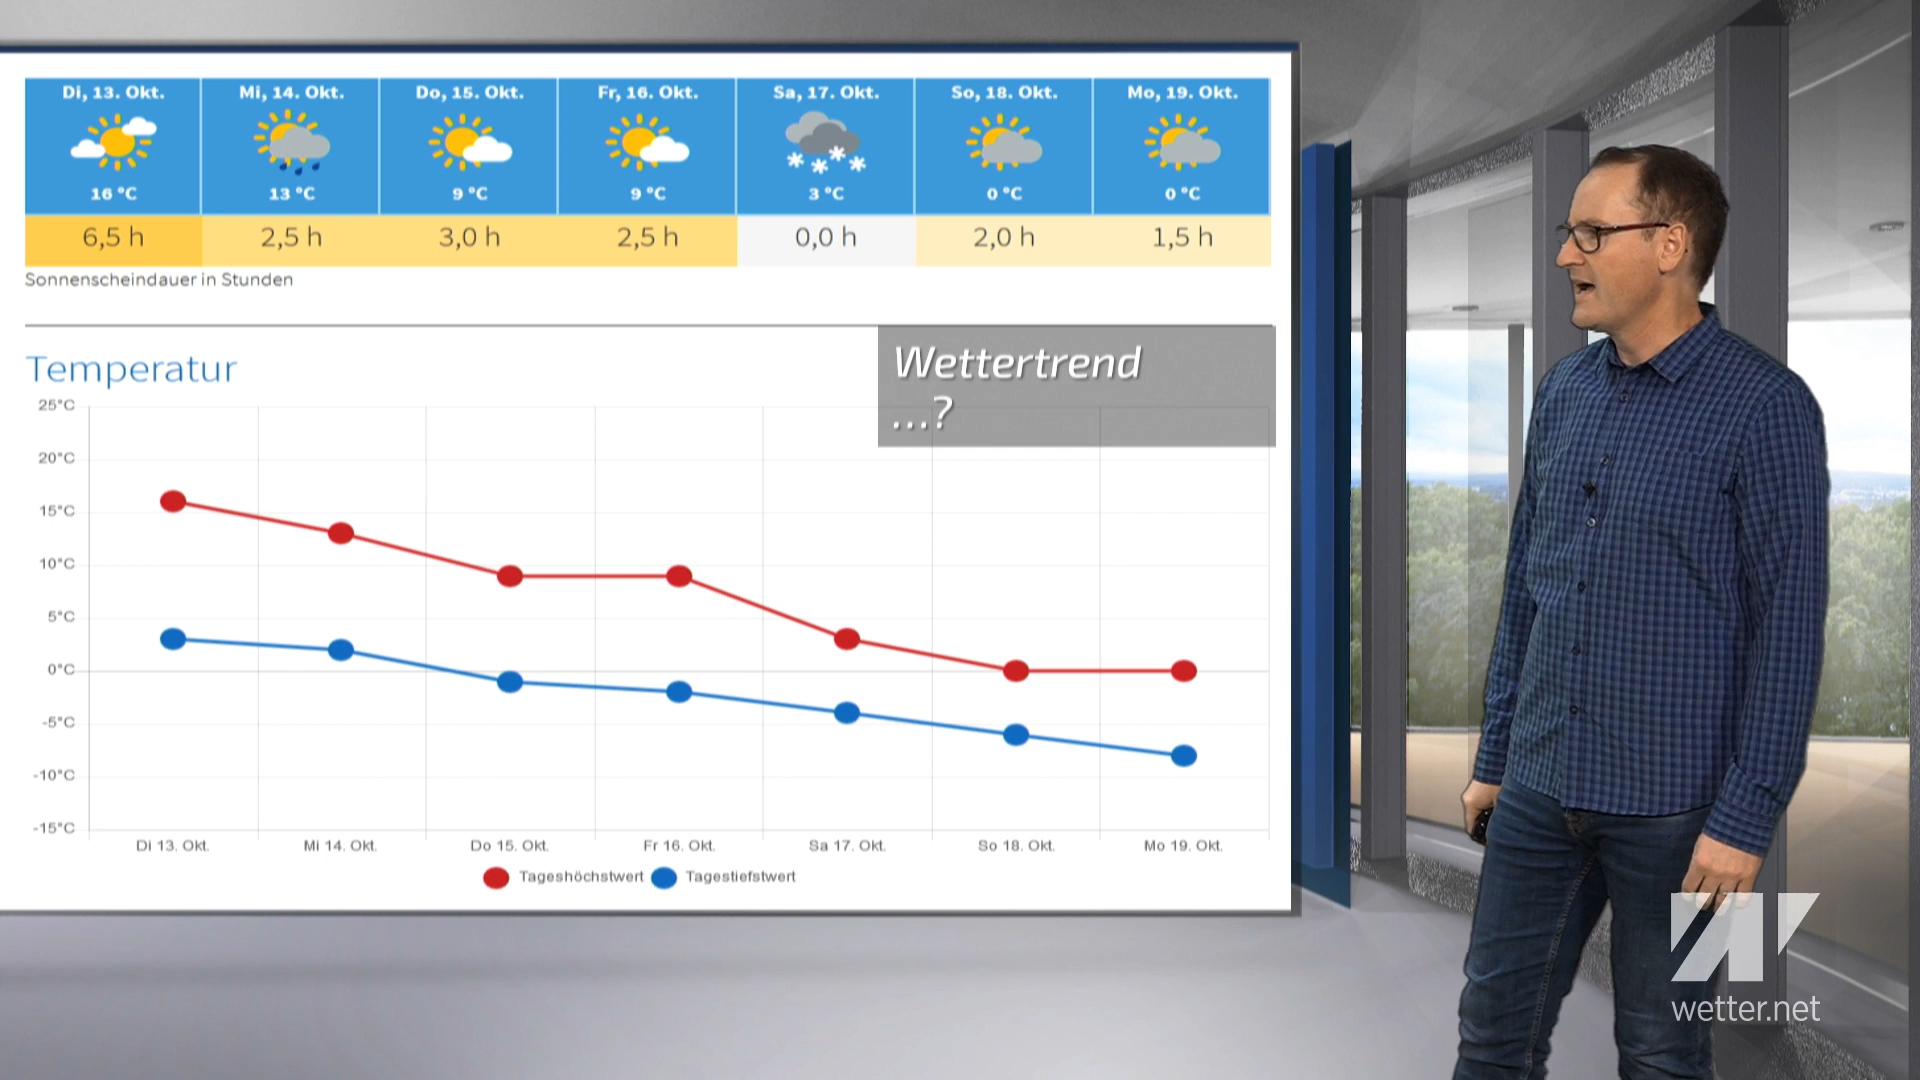 Di, 13. Okt. Mi, 14. Okt. Do, 15. Okt. Fr, 16. Okt. Sa, 17. Okt. So, 18. Okt. Mo, 19. Okt.
16 °C 13 °C 9 °C 9 °C 3 °C 0 °C 0 °C
6,5 h 2,5 h 3,0 h 2,5 h 0,0 h 2,0 h 1,5 h
Sonnenscheindauer in Stunden
Wettertrend
...?
Temperatur
25°C
20°C
15°C
10°C
5°C
0°C
-5°C
-10°C
-15°C
Di 13. Okt. Mi 14. Okt. Do 15. Okt. Fr 16. Okt. Sa 17. Okt. So 18. Okt. Mo 19. Okt.
Tageshöchstwert Tagestiefstwert
wetter.net